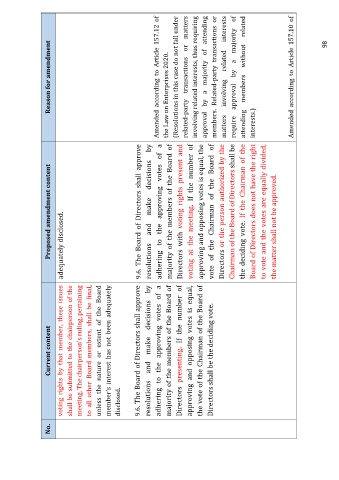 No.
Current content
Proposed amendment content
Reason for amendment
voting rights by that member, these issues
shall be submitted to the chairperson of the
meeting. The chairperson's ruling, pertaining
to all other Board members, shall be final,
unless the nature or extent of the Board
member's interest has not been adequately
disclosed.
adequately disclosed.
9.6. The Board of Directors shall approve
resolutions and make decisions by
adhering to the approving votes of a
majority of the members of the Board of
Directors presenting. If the number of
approving and opposing votes is equal,
the vote of the Chairman of the Board of
Directors shall be the deciding vote.
9.6. The Board of Directors shall approve
resolutions and make decisions by
adhering to the approving votes of a
majority of the members of the Board of
Directors with voting rights present and
voting at the meeting. If the number of
approving and opposing votes is equal, the
vote of the Chairman of the Board of
Directors or the person authorized by the
Chairman of the Board of Directors shall be
the deciding vote. If the Chairman of the
Board of Directors does not have the right
to vote and the votes are equally divided,
the matter shall not be approved.
Amended according to Article 157.12 of
the Law on Enterprises 2020.
(Resolutions in this case do not fall under
related-party transactions or matters
involving related interests, thus requiring
approval by a majority of attending
members. Related-party transactions or
matters involving related interests
require approval by a majority of
attending members without related
interests.)
Amended according to Article 157.10 of
98